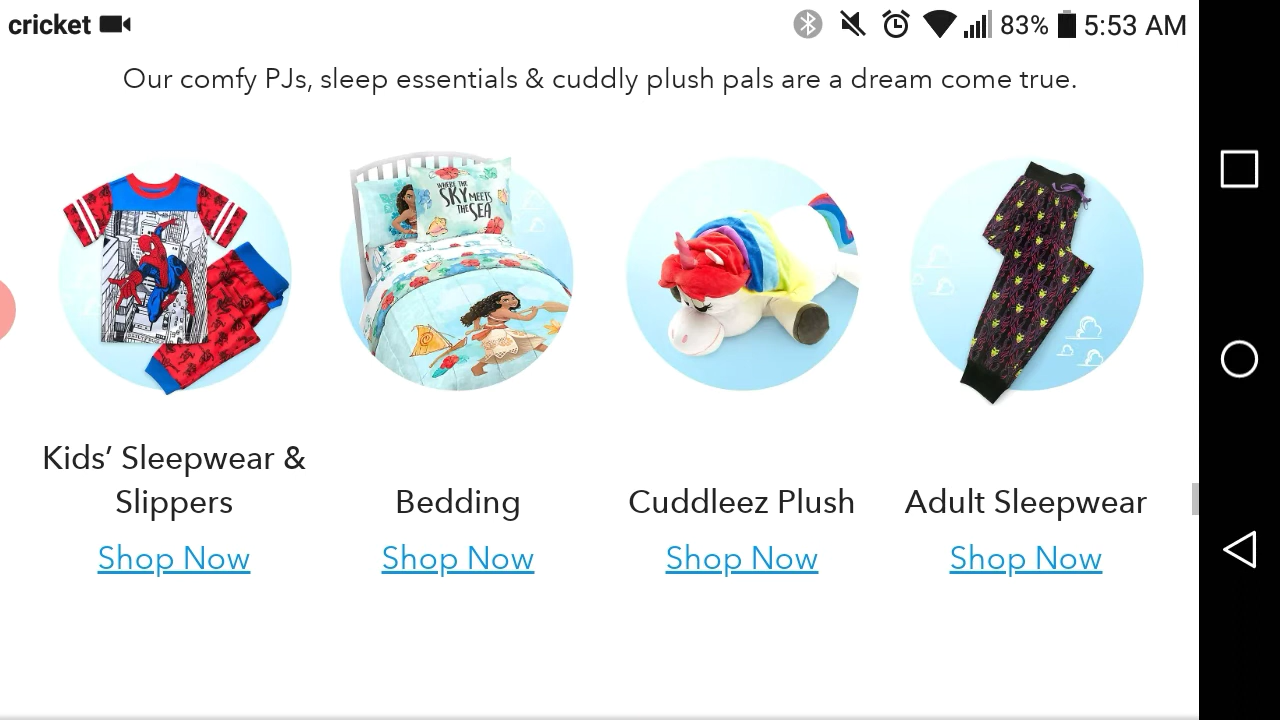 cricket 83% 5:53 AM
Our comfy PJs, sleep essentials & cuddly plush pals are a dream come true.
WHERE THE
SKY MEETS
THE SEA
Kids’ Sleepwear &
Slippers
Bedding
Cuddleez Plush
Adult Sleepwear
Shop Now
Shop Now
Shop Now
Shop Now